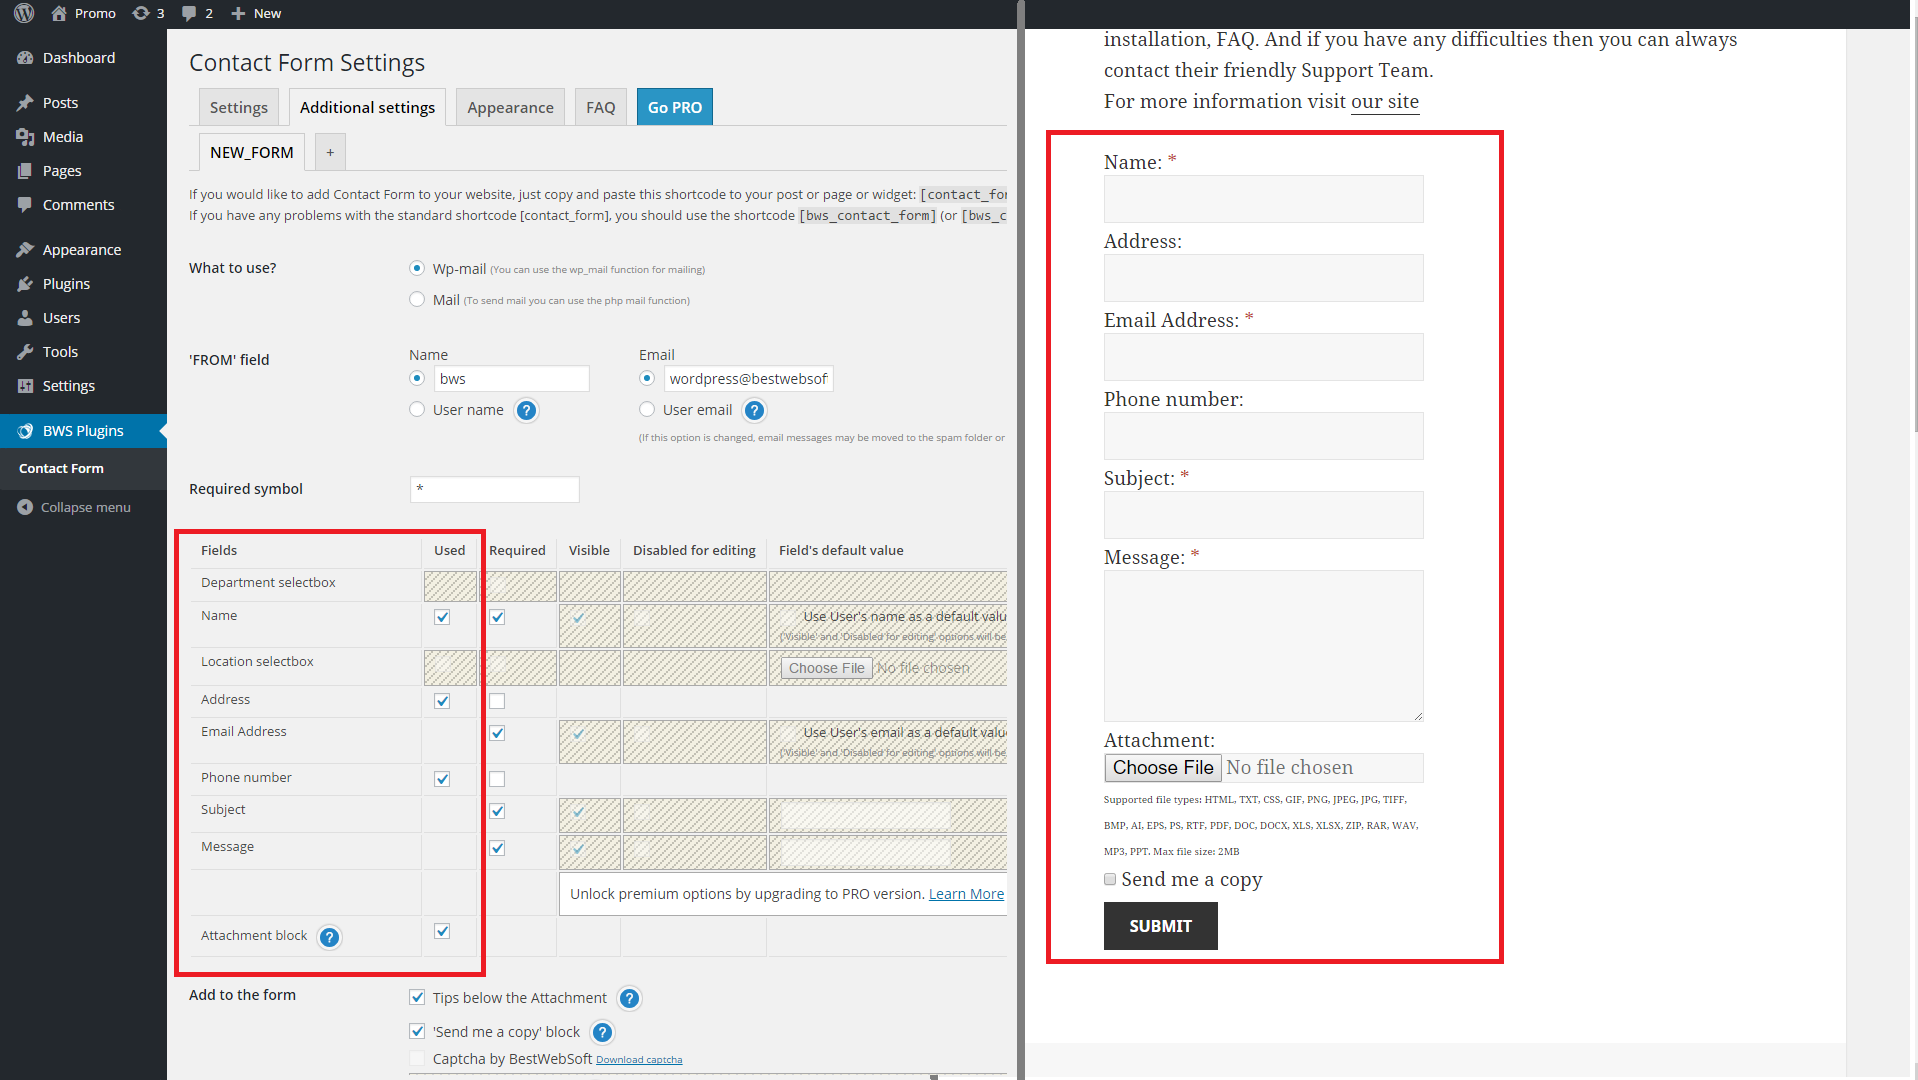 Promo 3 2 New
Dashboard
Posts
Media
Pages
Comments
Appearance
Plugins
Users
Tools
Settings
BWS Plugins
Contact Form
Collapse menu
Contact Form Settings
Settings Additional settings Appearance FAQ Go PRO
NEW_FORM +
If you would like to add Contact Form to your website, just copy and paste this shortcode to your post or page or widget: [contact_for
If you have any problems with the standard shortcode [contact_form], you should use the shortcode [bws_contact_form] (or [bws_c
What to use?
Wp-mail (You can use the wp_mail function for mailing)
Mail (To send mail you can use the php mail function)
'FROM' field
Name Email
bws wordpress@bestwebsof
User name ? User email ?
(If this option is changed, email messages may be moved to the spam folder or
Required symbol *
Fields Used Required Visible Disabled for editing Field's default value
Department selectbox
Name Use User's name as a default valu
('Visible' and 'Disabled for editing' options will be
Location selectbox Choose File No file chosen
Address
Email Address Use User's email as a default valu
('Visible' and 'Disabled for editing' options will be
Phone number
Subject
Message
Unlock premium options by upgrading to PRO version. Learn More
Attachment block ?
Add to the form
Tips below the Attachment ?
'Send me a copy' block ?
Captcha by BestWebSoft Download captcha
installation, FAQ. And if you have any difficulties then you can always
contact their friendly Support Team.
For more information visit our site
Name: *
Address:
Email Address: *
Phone number:
Subject: *
Message: *
Attachment:
Choose File No file chosen
Supported file types: HTML, TXT, CSS, GIF, PNG, JPEG, JPG, TIFF,
BMP, AI, EPS, PS, RTF, PDF, DOC, DOCX, XLS, XLSX, ZIP, RAR, WAV,
MP3, PPT. Max file size: 2MB
Send me a copy
SUBMIT